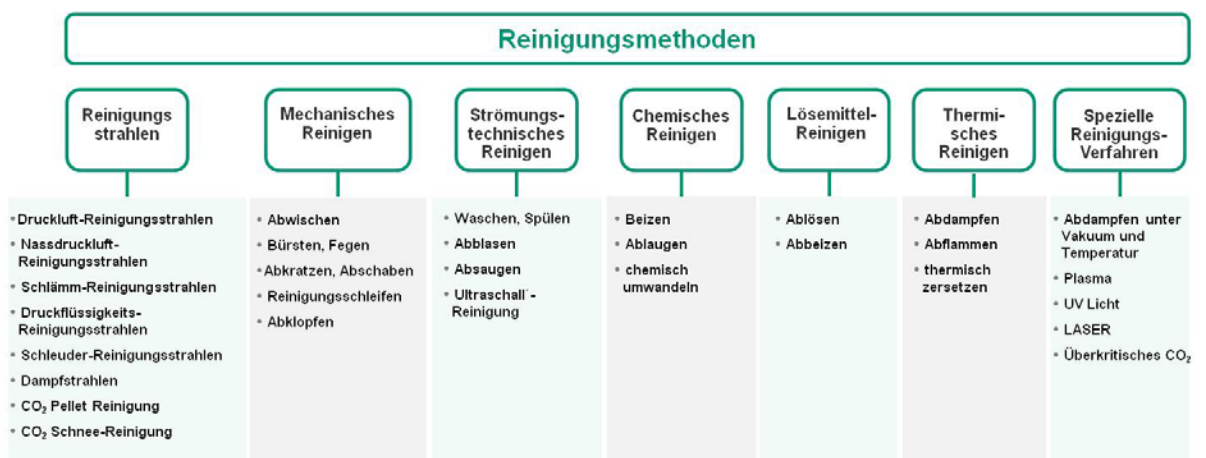 Reinigungsmethoden
Reinigungs
strahlen
Mechanisches
Reinigen
Strömungs-
technisches
Reinigen
Chemisches
Reinigen
Lösemittel-
Reinigen
Thermi-
sches
Reinigen
Spezielle
Reinigungs-
Verfahren
• Druckluft-Reinigungsstrahlen
• Nassdruckluft-
Reinigungsstrahlen
• Schlämm-Reinigungsstrahlen
• Druckflüssigkeits-
Reinigungsstrahlen
• Schleuder-Reinigungsstrahlen
• Dampfstrahlen
• CO₂ Pellet Reinigung
• CO₂ Schnee-Reinigung
• Abwischen
• Bürsten, Fegen
• Abkratzen, Abschaben
• Reinigungsschleifen
• Abklopfen
• Waschen, Spülen
• Abblasen
• Absaugen
• Ultraschall´-
Reinigung
• Beizen
• Ablaugen
• chemisch
umwandeln
• Ablösen
• Abbeizen
• Abdampfen
• Abflammen
• thermisch
zersetzen
• Abdampfen unter
Vakuum und
Temperatur
• Plasma
• UV Licht
• LASER
• Überkritisches CO₂